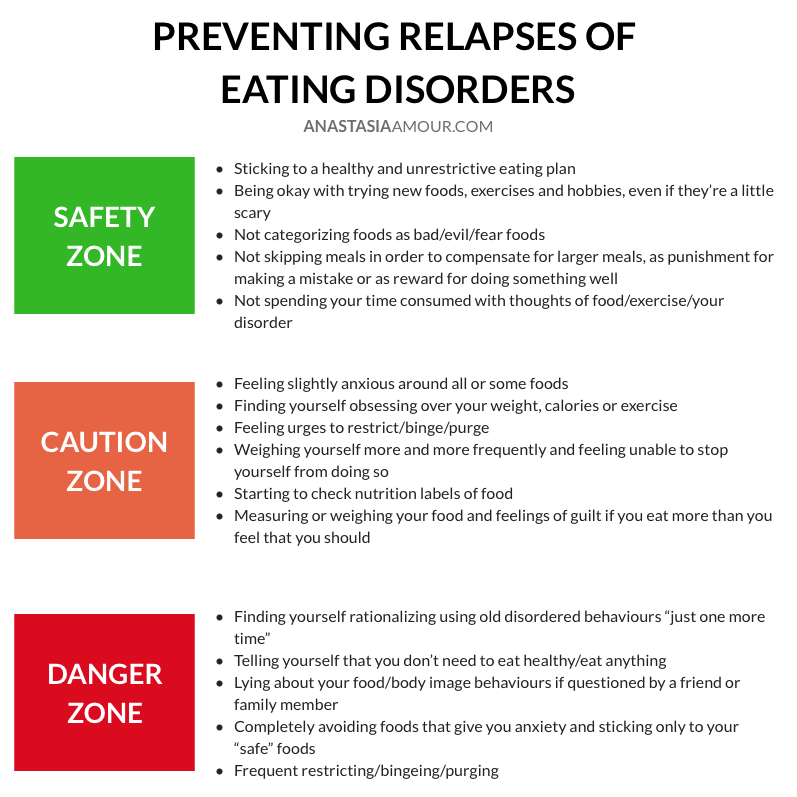 PREVENTING RELAPSES OF
EATING DISORDERS
ANASTASIAAMOUR.COM
SAFETY
ZONE
• Sticking to a healthy and unrestrictive eating plan
• Being okay with trying new foods, exercises and hobbies, even if they’re a little
scary
• Not categorizing foods as bad/evil/fear foods
• Not skipping meals in order to compensate for larger meals, as punishment for
making a mistake or as reward for doing something well
• Not spending your time consumed with thoughts of food/exercise/your
disorder
CAUTION
ZONE
• Feeling slightly anxious around all or some foods
• Finding yourself obsessing over your weight, calories or exercise
• Feeling urges to restrict/binge/purge
• Weighing yourself more and more frequently and feeling unable to stop
yourself from doing so
• Starting to check nutrition labels of food
• Measuring or weighing your food and feelings of guilt if you eat more than you
feel that you should
DANGER
ZONE
• Finding yourself rationalizing using old disordered behaviours “just one more
time”
• Telling yourself that you don’t need to eat healthy/eat anything
• Lying about your food/body image behaviours if questioned by a friend or
family member
• Completely avoiding foods that give you anxiety and sticking only to your
“safe” foods
• Frequent restricting/bingeing/purging